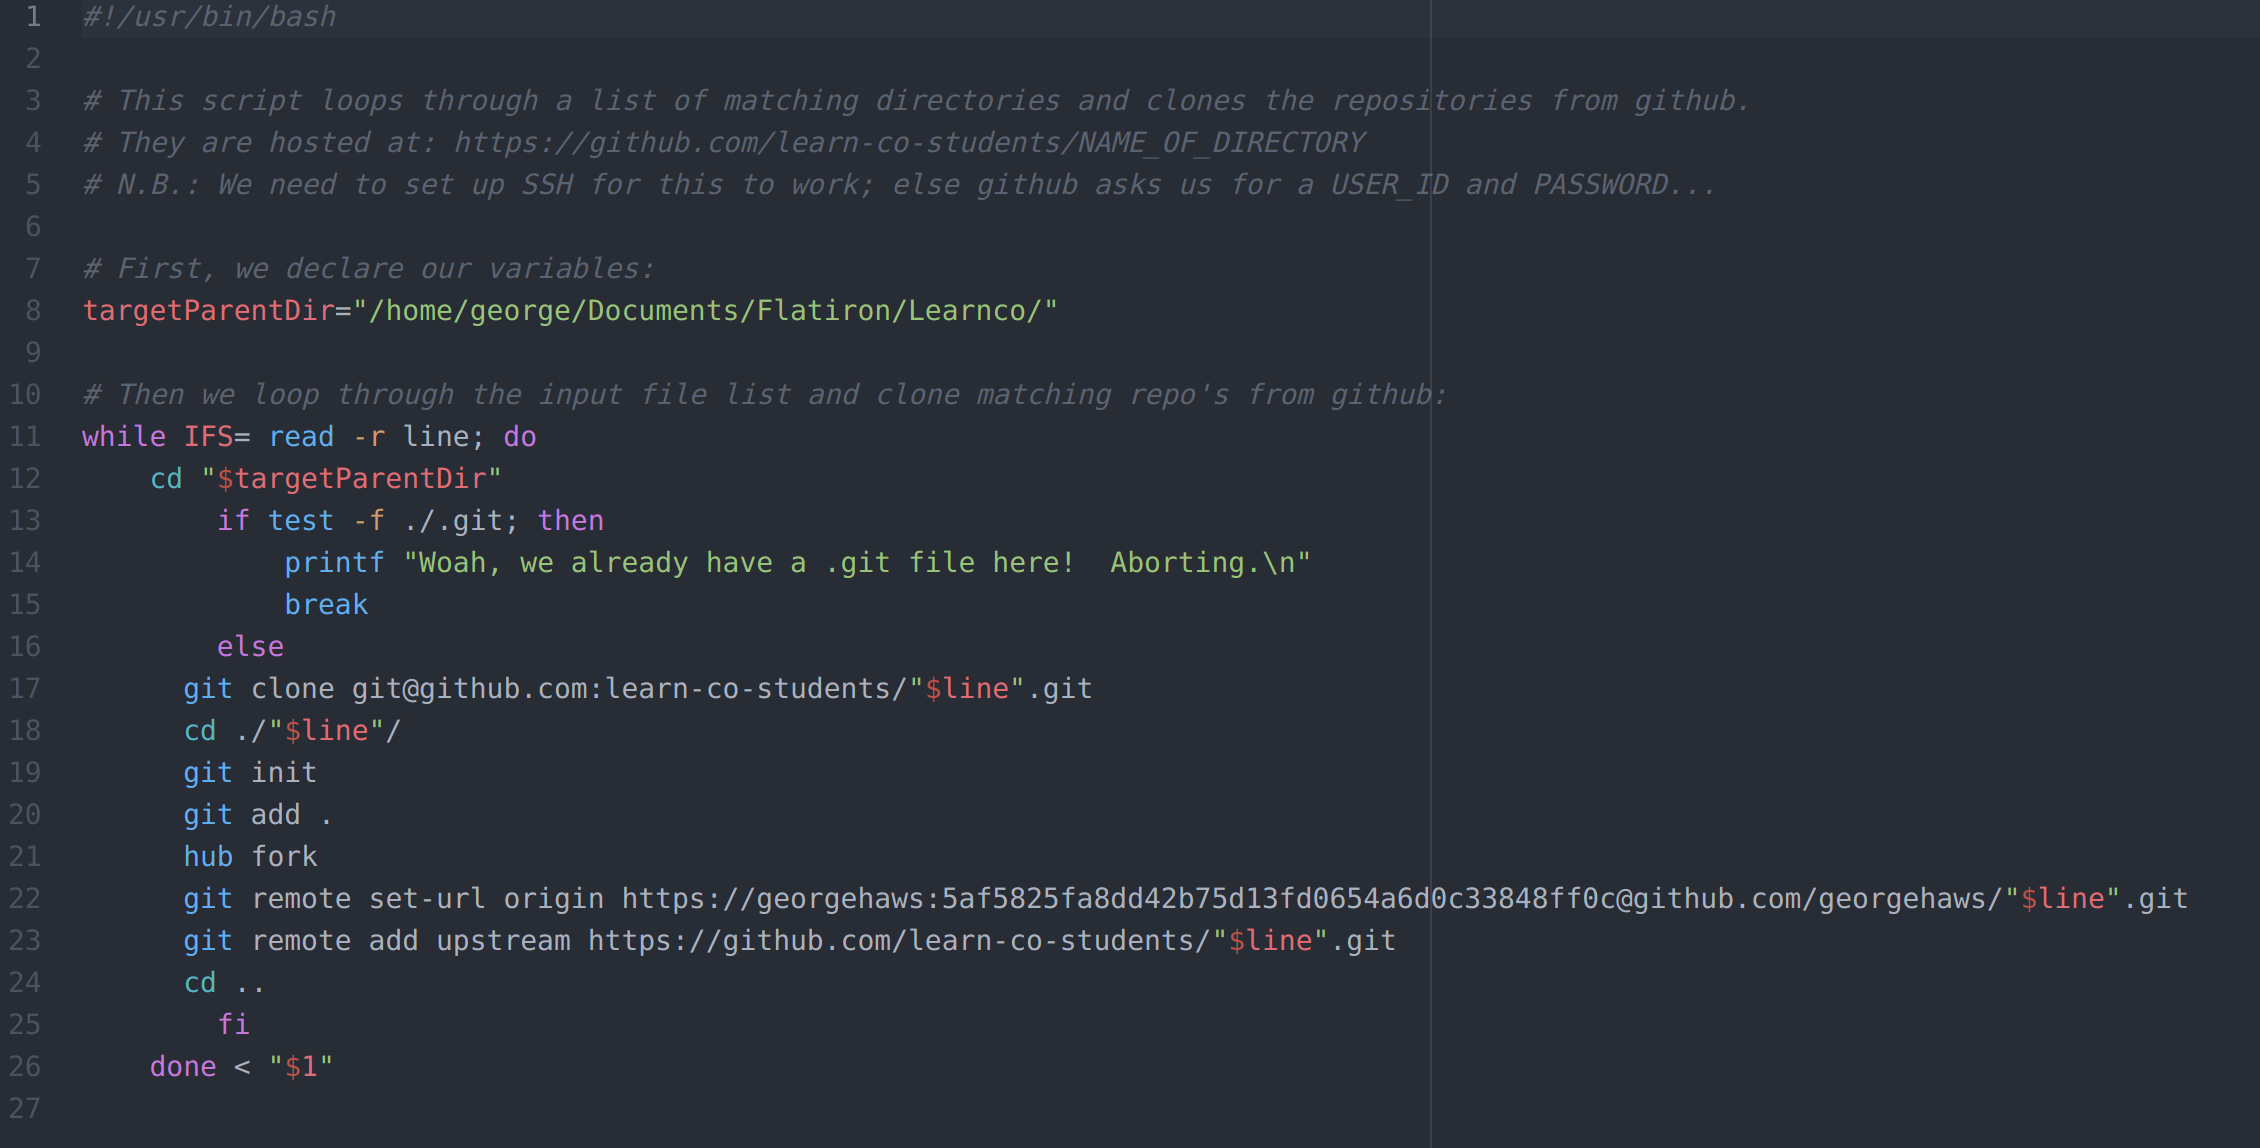 1 #!/usr/bin/bash
2
3 # This script loops through a list of matching directories and clones the repositories from github.
4 # They are hosted at: https://github.com/learn-co-students/NAME_OF_DIRECTORY
5 # N.B.: We need to set up SSH for this to work; else github asks us for a USER_ID and PASSWORD...
6
7 # First, we declare our variables:
8 targetParentDir="/home/george/Documents/Flatiron/Learnco/"
9
10 # Then we loop through the input file list and clone matching repo's from github:
11 while IFS= read -r line; do
12     cd "$targetParentDir"
13         if test -f ./.git; then
14             printf "Woah, we already have a .git file here!  Aborting.\n"
15             break
16         else
17       git clone git@github.com:learn-co-students/"$line".git
18       cd ./"$line"/
19       git init
20       git add .
21       hub fork
22       git remote set-url origin https://georgehaws:5af5825fa8dd42b75d13fd0654a6d0c33848ff0c@github.com/georgehaws/"$line".git
23       git remote add upstream https://github.com/learn-co-students/"$line".git
24       cd ..
25         fi
26     done < "$1"
27